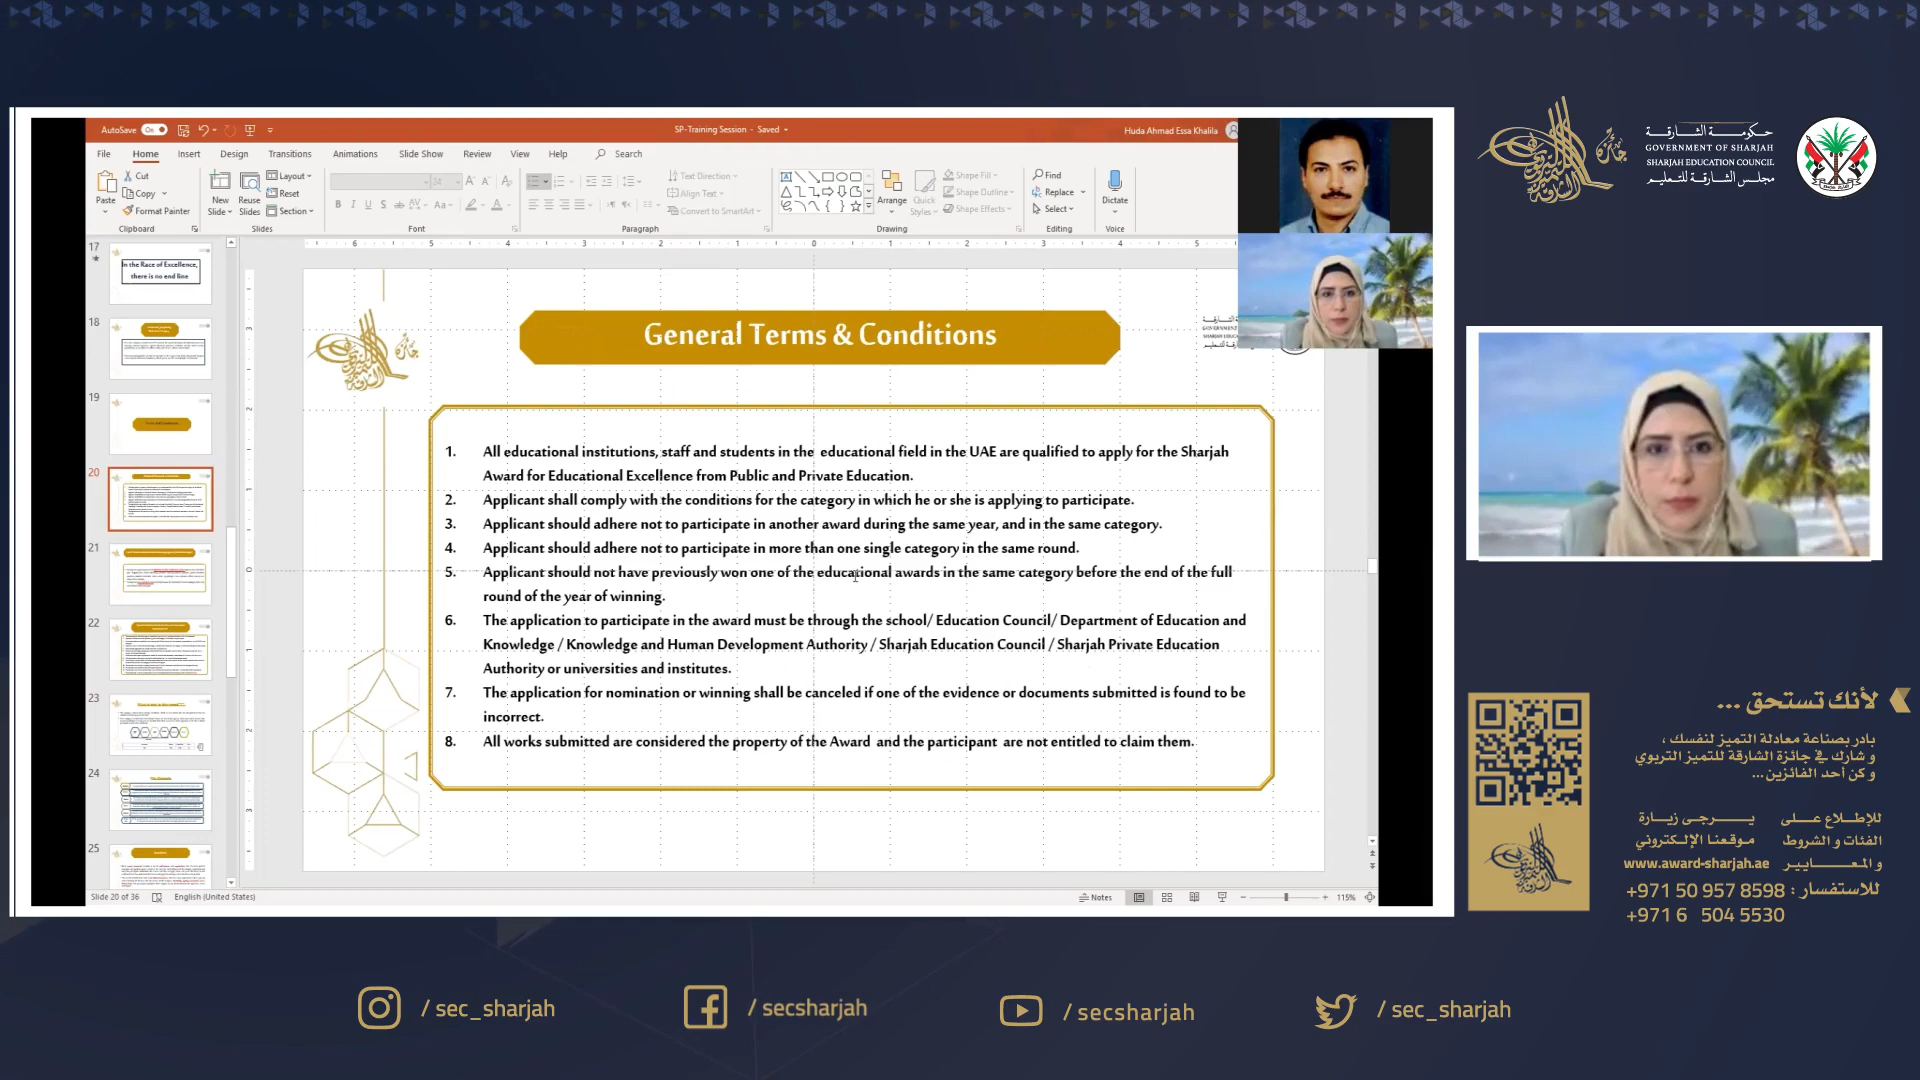 حكومة الشارقة
GOVERNMENT OF SHARJAH
SHARJAH EDUCATION COUNCIL
مجلس الشارقة للتعليم
AutoSave On
SP-Training Session - Saved
Huda Ahmad Essa Khalila
File Home Insert Design Transitions Animations Slide Show Review View Help Search
Paste
Cut
Copy
Format Painter
New Slide
Reuse Slides
Layout
Reset
Section
24
Text Direction
Align Text
Convert to SmartArt
Arrange
Quick Styles
Shape Fill
Shape Outline
Shape Effects
Find
Replace
Select
Dictate
Clipboard Slides Font Paragraph Drawing Editing Voice
17
In the Race of Excellence,
there is no end line
18
19
20
21
22
23
24
25
General Terms & Conditions
1. All educational institutions, staff and students in the educational field in the UAE are qualified to apply for the Sharjah
Award for Educational Excellence from Public and Private Education.
2. Applicant shall comply with the conditions for the category in which he or she is applying to participate.
3. Applicant should adhere not to participate in another award during the same year, and in the same category.
4. Applicant should adhere not to participate in more than one single category in the same round.
5. Applicant should not have previously won one of the educational awards in the same category before the end of the full
round of the year of winning.
6. The application to participate in the award must be through the school/ Education Council/ Department of Education and
Knowledge / Knowledge and Human Development Authority / Sharjah Education Council / Sharjah Private Education
Authority or universities and institutes.
7. The application for nomination or winning shall be canceled if one of the evidence or documents submitted is found to be
incorrect.
8. All works submitted are considered the property of the Award and the participant are not entitled to claim them.
Slide 20 of 36 English (United States)
Notes
115%
لأنك تستحق ...
بادر بصناعة معادلة التميز لنفسك ،
و شارك في جائزة الشارقة للتميز التربوي
و كن أحد الفائزين...
للإطلاع على
الفئات و الشروط
و المعايير
يرجى زيارة
موقعنا الإلكتروني
www.award-sharjah.ae
للاستفسار : +971 50 957 8598
+971 6 504 5530
/ sec_sharjah
/ secsharjah
/ secsharjah
/ sec_sharjah